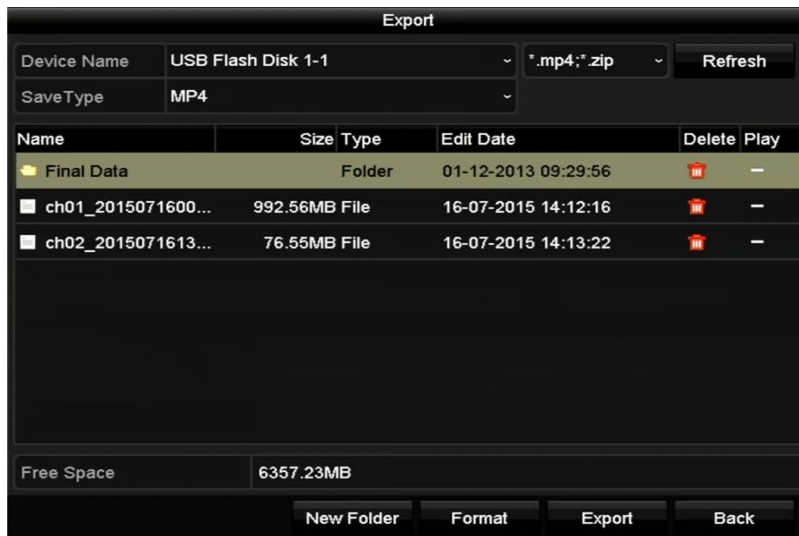 Export
Device Name USB Flash Disk 1-1 *.mp4;*.zip Refresh
SaveType MP4
Name Size Type Edit Date Delete Play
Final Data Folder 01-12-2013 09:29:56
ch01_2015071600... 992.56MB File 16-07-2015 14:12:16
ch02_2015071613... 76.55MB File 16-07-2015 14:13:22
Free Space 6357.23MB
New Folder Format Export Back